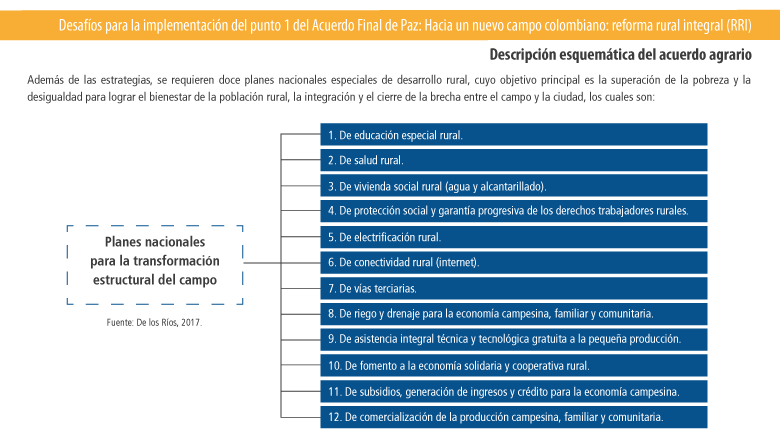 Desafíos para la implementación del punto 1 del Acuerdo Final de Paz: Hacia un nuevo campo colombiano: reforma rural integral (RRI)
Descripción esquemática del acuerdo agrario
Además de las estrategias, se requieren doce planes nacionales especiales de desarrollo rural, cuyo objetivo principal es la superación de la pobreza y la
desigualdad para lograr el bienestar de la población rural, la integración y el cierre de la brecha entre el campo y la ciudad, los cuales son:
Planes nacionales
para la transformación
estructural del campo
Fuente: De los Ríos, 2017.
1. De educación especial rural.
2. De salud rural.
3. De vivienda social rural (agua y alcantarillado).
4. De protección social y garantía progresiva de los derechos trabajadores rurales.
5. De electrificación rural.
6. De conectividad rural (internet).
7. De vías terciarias.
8. De riego y drenaje para la economía campesina, familiar y comunitaria.
9. De asistencia integral técnica y tecnológica gratuita a la pequeña producción.
10. De fomento a la economía solidaria y cooperativa rural.
11. De subsidios, generación de ingresos y crédito para la economía campesina.
12. De comercialización de la producción campesina, familiar y comunitaria.